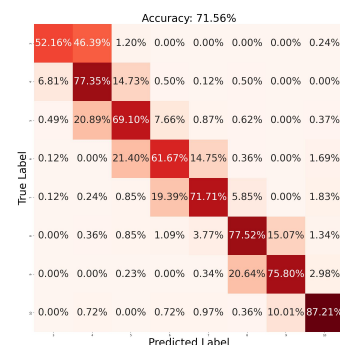 Accuracy: 71.56%
52.16% 46.39% 1.20% 0.00% 0.00% 0.00% 0.00% 0.24%
6.81% 77.35% 14.73% 0.50% 0.12% 0.50% 0.00% 0.00%
0.49% 20.89% 69.10% 7.66% 0.87% 0.62% 0.00% 0.37%
0.12% 0.00% 21.40% 61.67% 14.75% 0.36% 0.00% 1.69%
0.12% 0.24% 0.85% 19.39% 71.71% 5.85% 0.00% 1.83%
0.00% 0.36% 0.85% 1.09% 3.77% 77.52% 15.07% 1.34%
0.00% 0.00% 0.23% 0.00% 0.34% 20.64% 75.80% 2.98%
0.00% 0.72% 0.00% 0.72% 0.97% 0.36% 10.01% 87.21%
True Label
Predicted Label